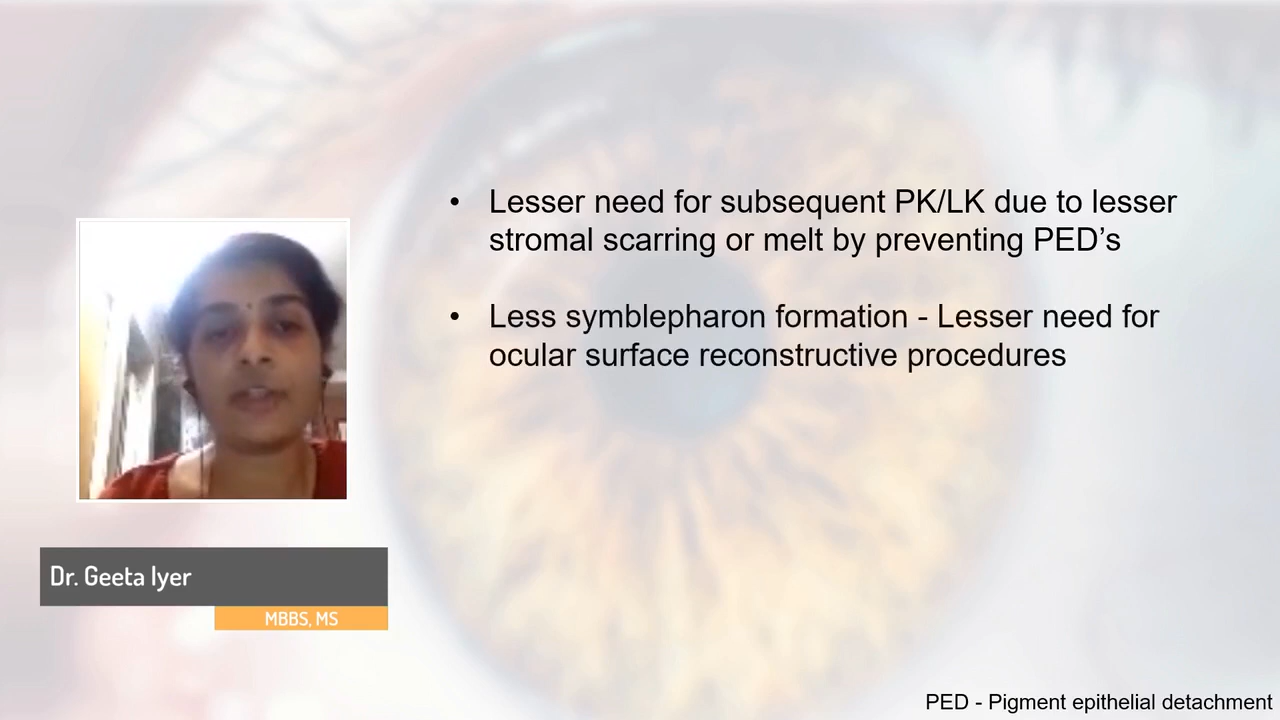 • Lesser need for subsequent PK/LK due to lesser
stromal scarring or melt by preventing PED’s
• Less symblepharon formation - Lesser need for
ocular surface reconstructive procedures
Dr. Geeta Iyer
MBBS, MS
PED - Pigment epithelial detachment